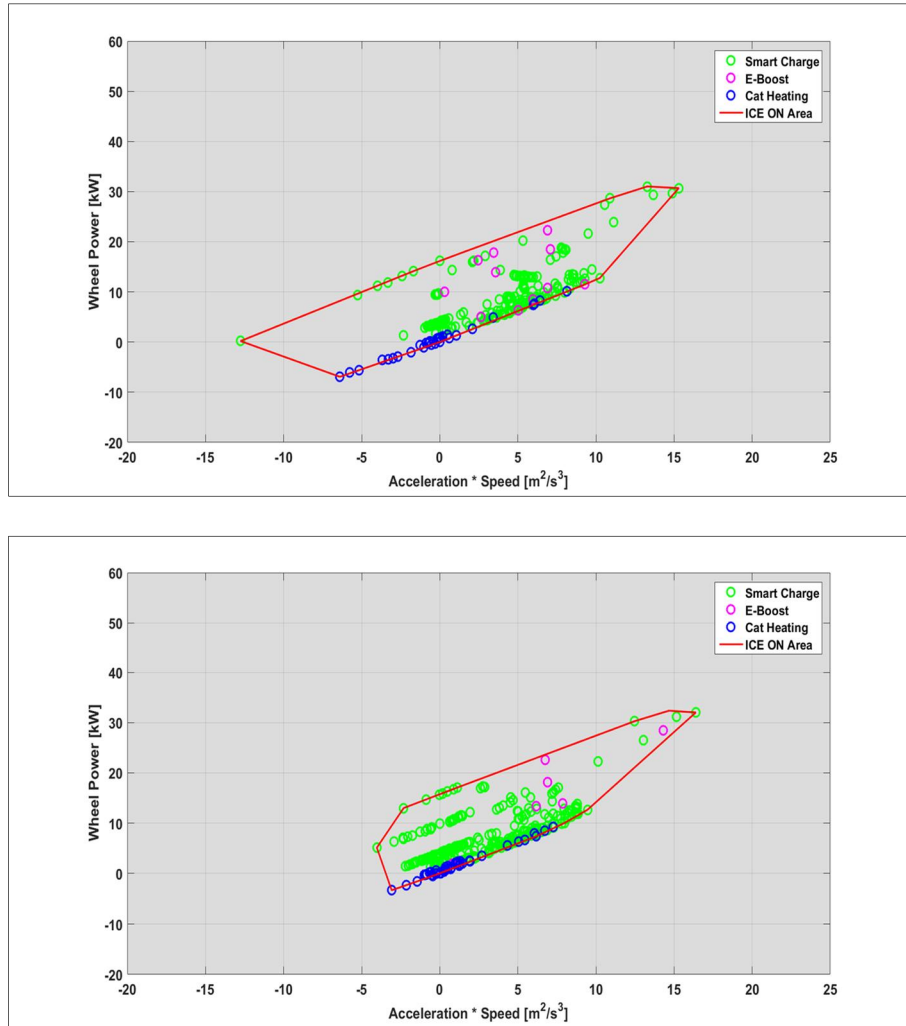 60
50
40
30
20
10
0
-10
-20
Wheel Power [kW]
Smart Charge
E-Boost
Cat Heating
ICE ON Area
-20 -15 -10 -5 0 5 10 15 20 25
Acceleration * Speed [m²/s³]
60
50
40
30
20
10
0
-10
-20
Wheel Power [kW]
Smart Charge
E-Boost
Cat Heating
ICE ON Area
-20 -15 -10 -5 0 5 10 15 20 25
Acceleration * Speed [m²/s³]